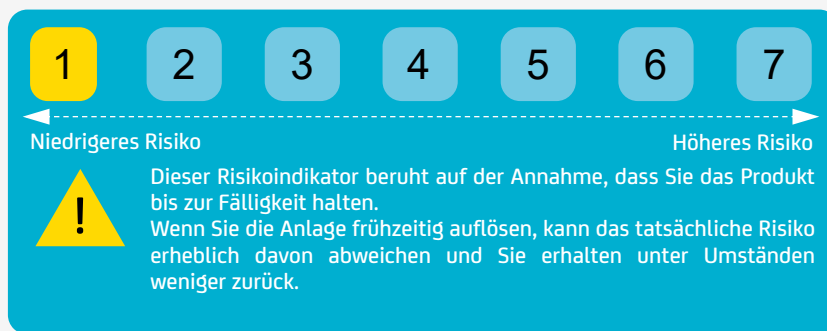 1 2 3 4 5 6 7
Niedrigeres Risiko Höheres Risiko
!
Dieser Risikoindikator beruht auf der Annahme, dass Sie das Produkt
bis zur Fälligkeit halten.
Wenn Sie die Anlage frühzeitig auflösen, kann das tatsächliche Risiko
erheblich davon abweichen und Sie erhalten unter Umständen
weniger zurück.